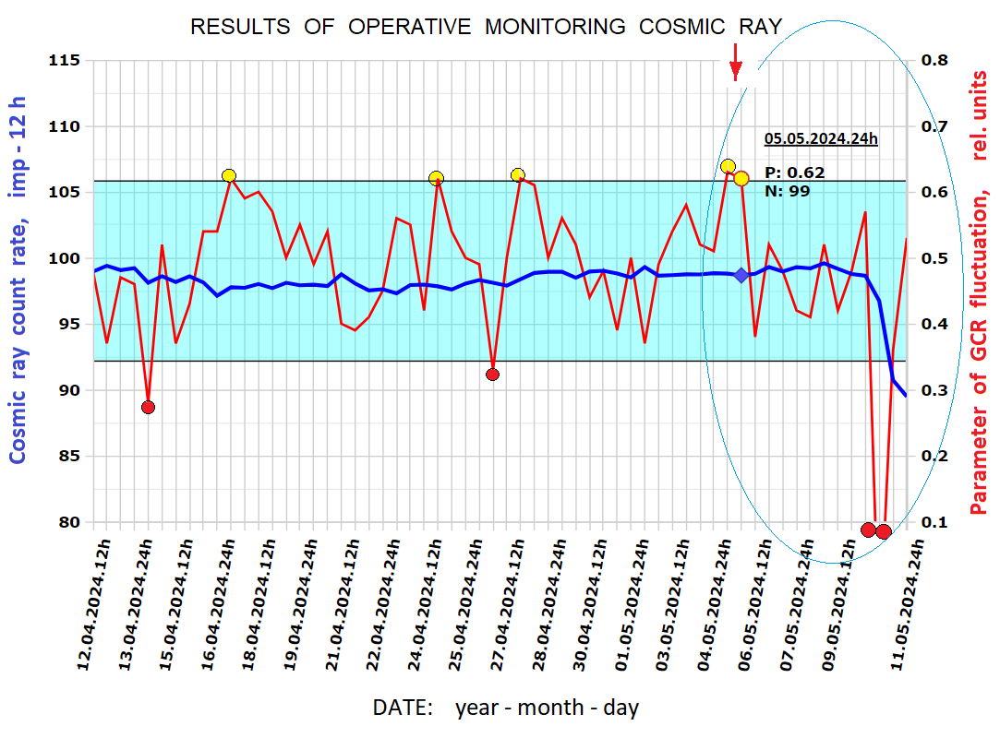 RESULTS OF OPERATIVE MONITORING COSMIC RAY
Cosmic ray count rate, imp - 12 h
115
110
105
100
95
90
85
80
05.05.2024.24h
P: 0.62
N: 99
0.8
0.7
0.6
0.5
0.4
0.3
0.2
0.1
Parameter of GCR fluctuation, rel. units
12.04.2024.12h
13.04.2024.24h
15.04.2024.12h
16.04.2024.24h
18.04.2024.12h
19.04.2024.24h
21.04.2024.12h
22.04.2024.24h
24.04.2024.12h
25.04.2024.24h
27.04.2024.12h
28.04.2024.24h
30.04.2024.12h
01.05.2024.24h
03.05.2024.12h
04.05.2024.24h
06.05.2024.12h
07.05.2024.24h
09.05.2024.12h
11.05.2024.24h
DATE: year - month - day